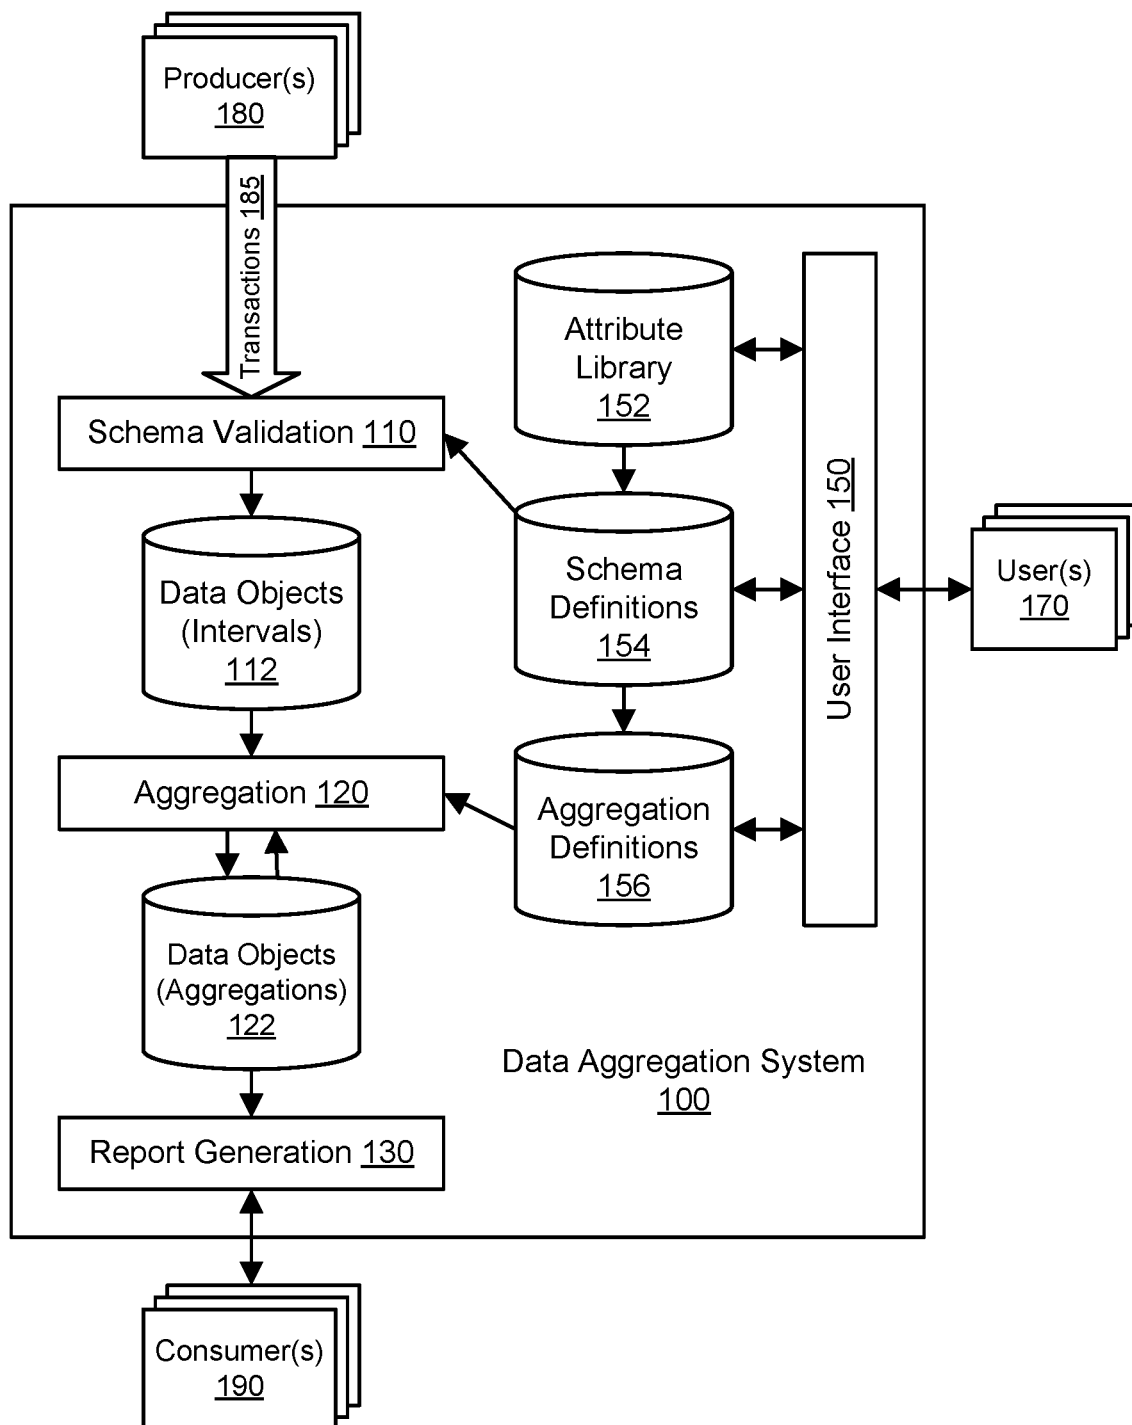 Producer(s)
180
Transactions 185
Attribute
Library
152
Schema Validation 110
Schema
Definitions
154
User Interface 150
User(s)
170
Data Objects
(Intervals)
112
Aggregation 120
Aggregation
Definitions
156
Data Objects
(Aggregations)
122
Data Aggregation System
100
Report Generation 130
Consumer(s)
190